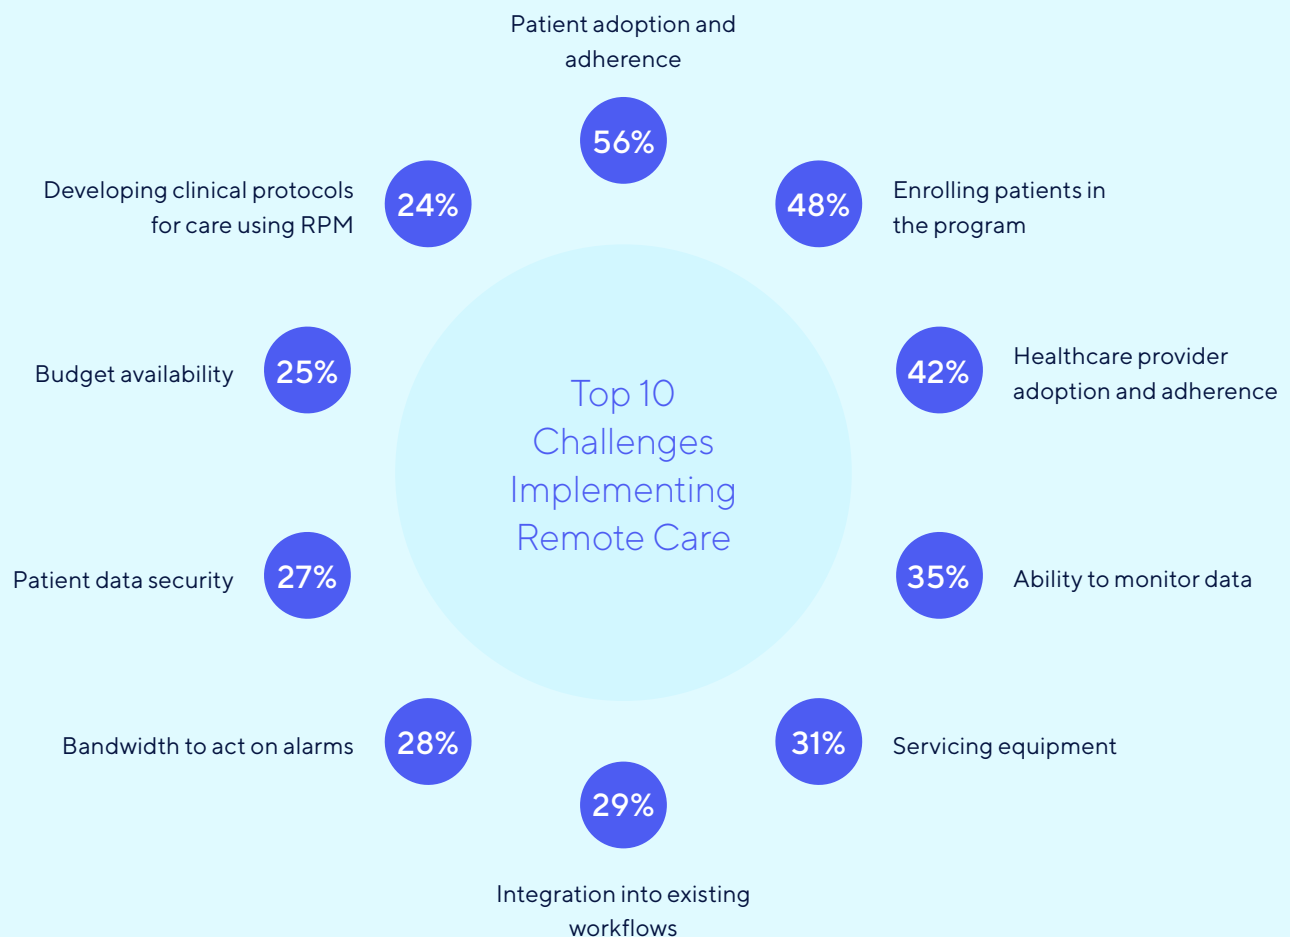 Patient adoption and
adherence
56%
48%
Enrolling patients in
the program
42%
Healthcare provider
adoption and adherence
35%
Ability to monitor data
31%
Servicing equipment
29%
Integration into existing
workflows
28%
Bandwidth to act on alarms
27%
Patient data security
25%
Budget availability
24%
Developing clinical protocols
for care using RPM
Top 10
Challenges
Implementing
Remote Care